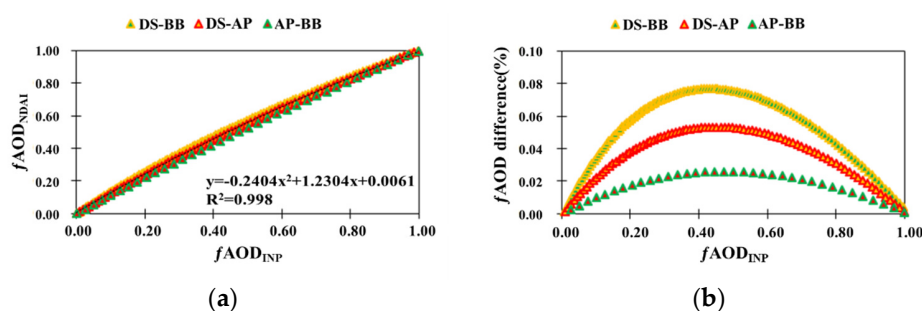 DS-BB DS-AP AP-BB
fAOD_NDAI
1.00
0.80
0.60
0.40
0.20
0.00
y=-0.2404x²+1.2304x+0.0061
R²=0.998
0.00 0.20 0.40 0.60 0.80 1.00
fAOD_INP
(a)
DS-BB DS-AP AP-BB
fAOD difference(%)
0.10
0.08
0.06
0.04
0.02
0.00
0.00 0.20 0.40 0.60 0.80 1.00
fAOD_INP
(b)